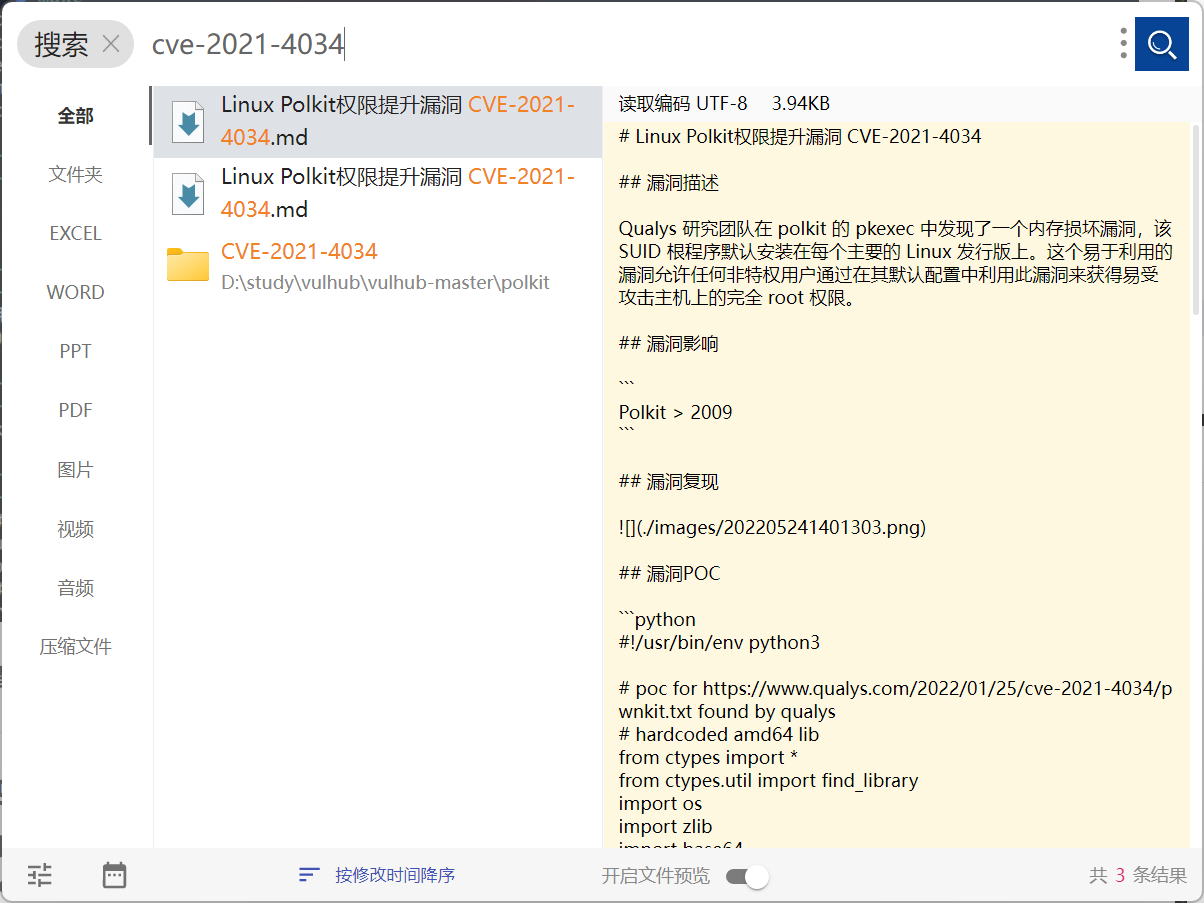 搜索
cve-2021-4034
全部
文件夹
EXCEL
WORD
PPT
PDF
图片
视频
音频
压缩文件
Linux Polkit权限提升漏洞 CVE-2021-
4034.md
Linux Polkit权限提升漏洞 CVE-2021-
4034.md
CVE-2021-4034
D:\study\vulhub\vulhub-master\polkit
读取编码 UTF-8 3.94KB
# Linux Polkit权限提升漏洞 CVE-2021-4034
## 漏洞描述
Qualys 研究团队在 polkit 的 pkexec 中发现了一个内存损坏漏洞，该
SUID 根程序默认安装在每个主要的 Linux 发行版上。这个易于利用的
漏洞允许任何非特权用户通过在其默认配置中利用此漏洞来获得易受
攻击主机上的完全 root 权限。
## 漏洞影响
```
Polkit > 2009
```
## 漏洞复现
![](./images/202205241401303.png)
## 漏洞POC
```python
#!/usr/bin/env python3
# poc for https://www.qualys.com/2022/01/25/cve-2021-4034/p
wnkit.txt found by qualys
# hardcoded amd64 lib
from ctypes import *
from ctypes.util import find_library
import os
import zlib
import base64
按修改时间降序
开启文件预览
共 3 条结果